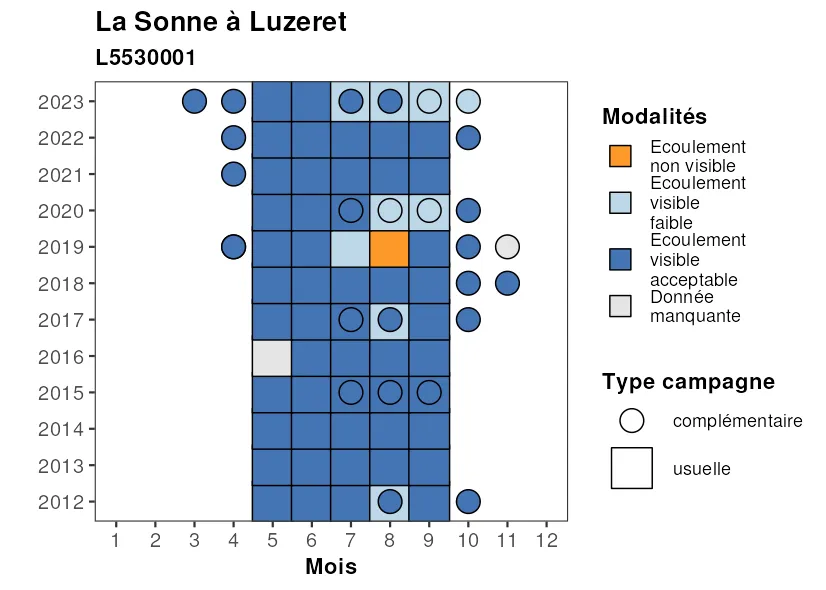 La Sonne à Luzeret
L5530001
2023
2022
2021
2020
2019
2018
2017
2016
2015
2014
2013
2012
1 2 3 4 5 6 7 8 9 10 11 12
Mois
Modalités
Ecoulement
non visible
Ecoulement
visible
faible
Ecoulement
visible
acceptable
Donnée
manquante
Type campagne
complémentaire
usuelle